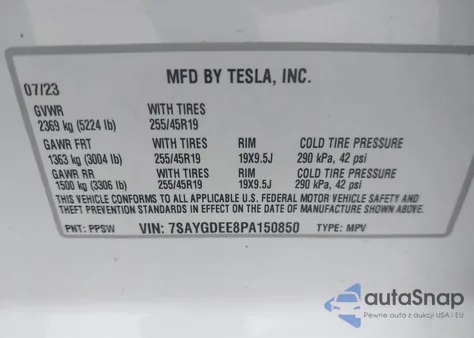 MFD BY TESLA, INC.
07/23
GVWR WITH TIRES
2369 kg (5224 lb) 255/45R19
GAWR FRT WITH TIRES RIM COLD TIRE PRESSURE
1363 kg (3004 lb) 255/45R19 19X9.5J 290 kPa, 42 psi
GAWR RR WITH TIRES RIM COLD TIRE PRESSURE
1500 kg (3306 lb) 255/45R19 19X9.5J 290 kPa, 42 psi
THIS VEHICLE CONFORMS TO ALL APPLICABLE U.S. FEDERAL MOTOR VEHICLE SAFETY AND
THEFT PREVENTION STANDARDS IN EFFECT ON THE DATE OF MANUFACTURE SHOWN ABOVE.
PNT: PPSW VIN: 7SAYGDEE8PA150850 TYPE: MPV
autoSnap
Pewne auta z aukcji USA i EU